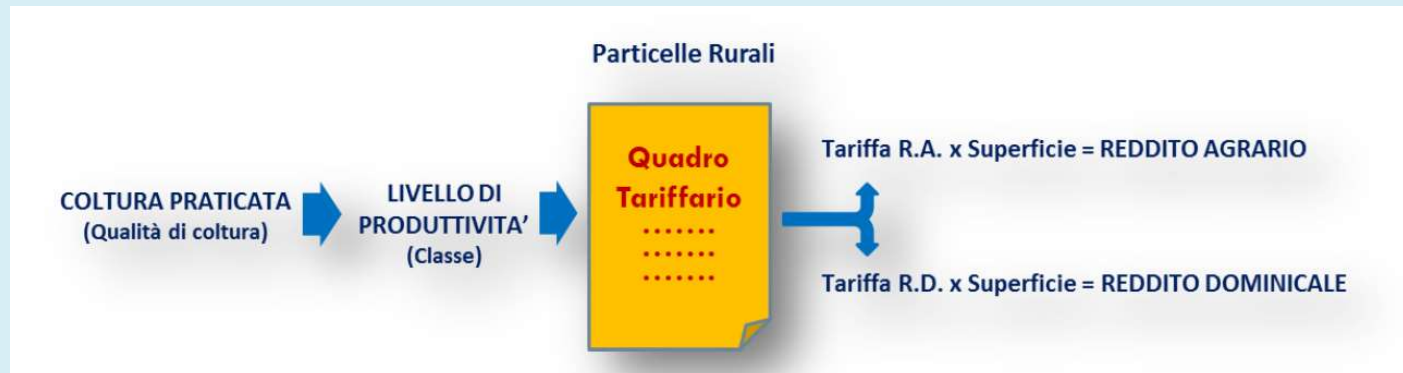 Particelle Rurali
COLTURA PRATICATA
(Qualità di coltura)
LIVELLO DI
PRODUTTIVITA’
(Classe)
Quadro
Tariffario
.......
.......
.......
Tariffa R.A. x Superficie = REDDITO AGRARIO
Tariffa R.D. x Superficie = REDDITO DOMINICALE